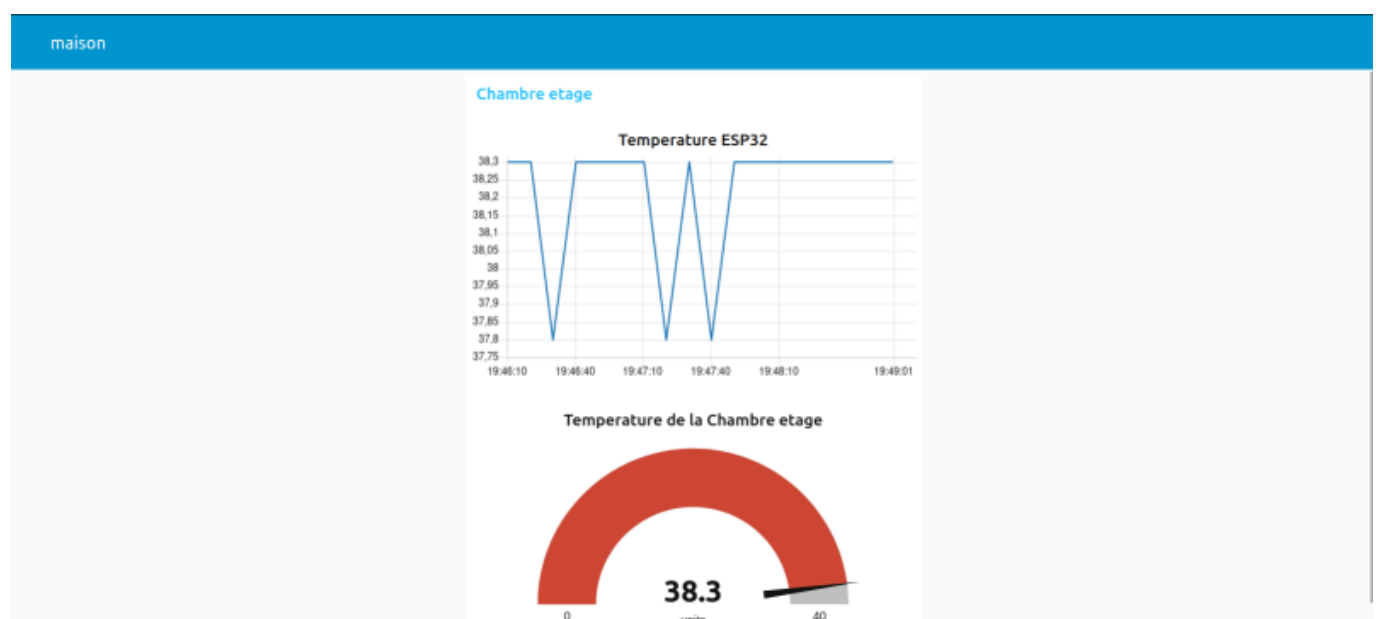 maison
Chambre etage
Temperature ESP32
38,3
38,25
38,2
38,15
38,1
38,05
38
37,95
37,9
37,85
37,8
37,75
19:46:10 19:46:40 19:47:10 19:47:40 19:48:10 19:49:01
Temperature de la Chambre etage
38.3
0 units 40